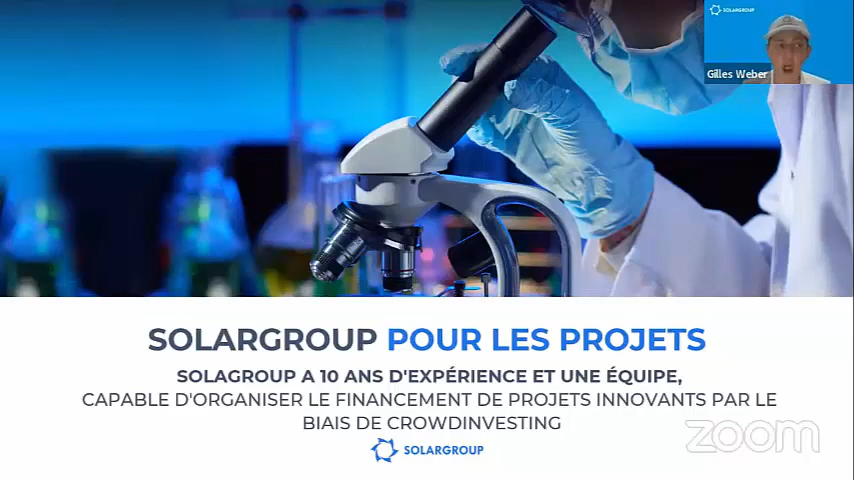 SOLARGROUP
Gilles Weber
SOLARGROUP POUR LES PROJETS
SOLAGROUP A 10 ANS D'EXPÉRIENCE ET UNE ÉQUIPE,
CAPABLE D'ORGANISER LE FINANCEMENT DE PROJETS INNOVANTS PAR LE
BIAIS DE CROWDINVESTING
SOLARGROUP
zoom